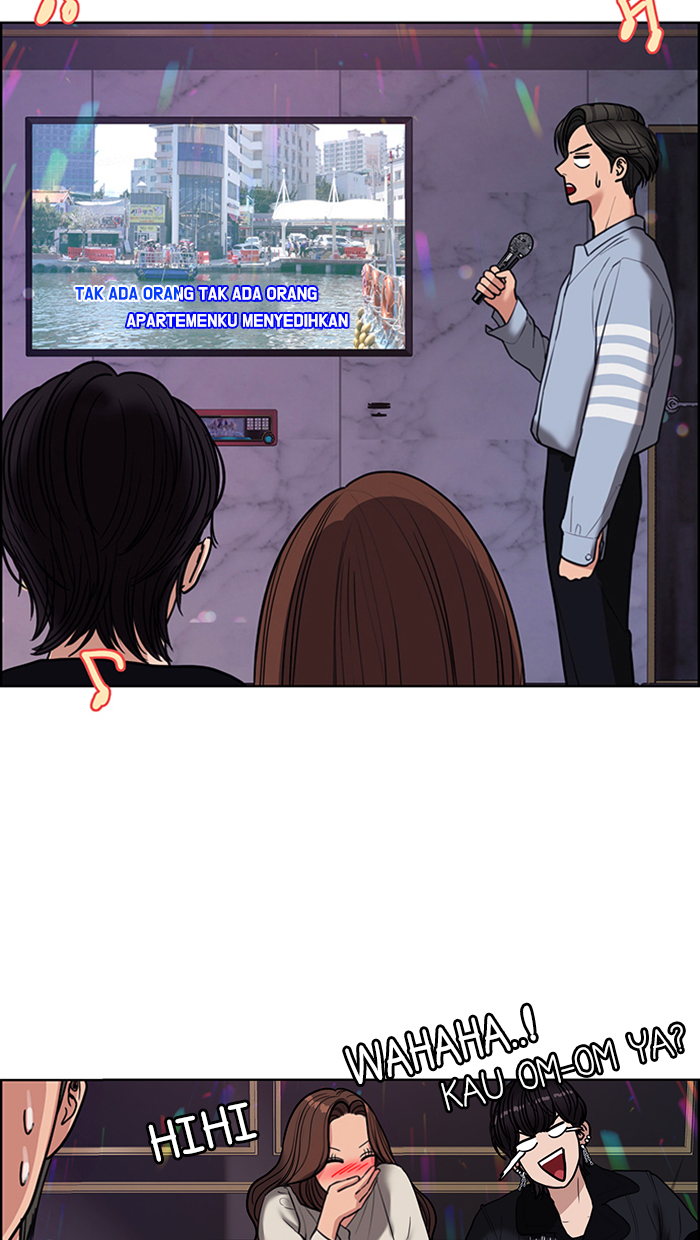 TAK ADA ORANG TAK ADA ORANG
APARTEMENKU MENYEDIHKAN
WAHAHA..!
KAU OM-OM YA?
HIHI